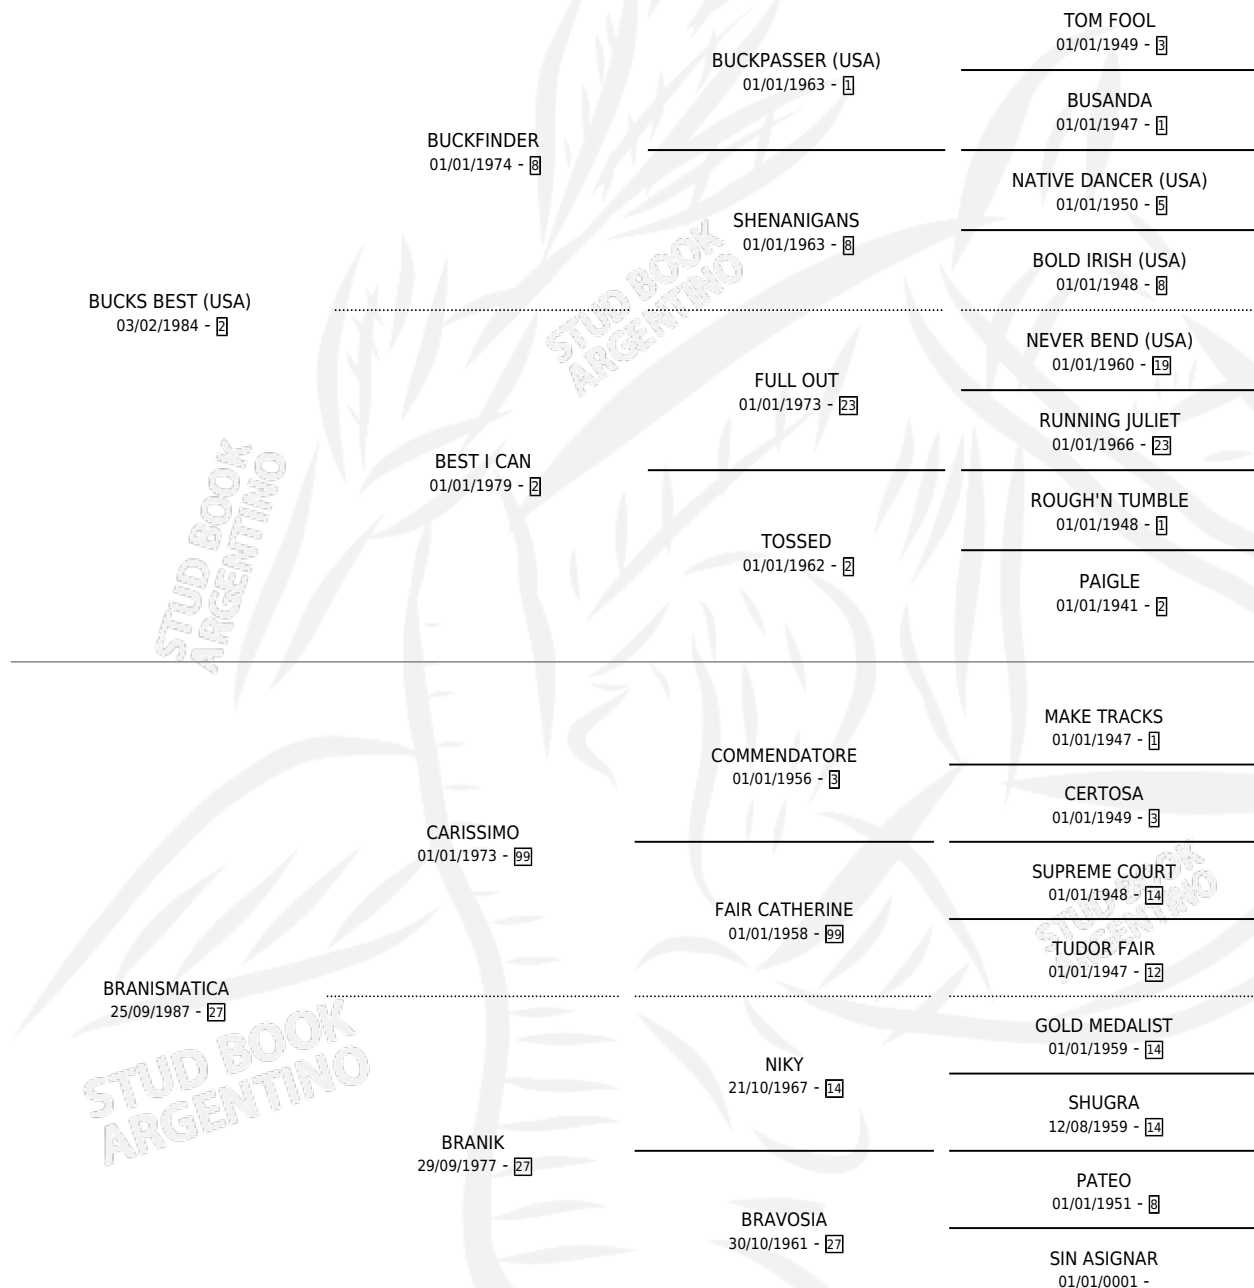 TOM FOOL
01/01/1949 - 3
BUCKPASSER (USA)
01/01/1963 - 1
BUSANDA
01/01/1947 - 1
BUCKFINDER
01/01/1974 - 8
NATIVE DANCER (USA)
01/01/1950 - 5
SHENANIGANS
01/01/1963 - 8
BOLD IRISH (USA)
01/01/1948 - 8
BUCKS BEST (USA)
03/02/1984 - 2
NEVER BEND (USA)
01/01/1960 - 19
FULL OUT
01/01/1973 - 23
RUNNING JULIET
01/01/1966 - 23
BEST I CAN
01/01/1979 - 2
ROUGH'N TUMBLE
01/01/1948 - 1
TOSSED
01/01/1962 - 2
PAIGLE
01/01/1941 - 2
MAKE TRACKS
01/01/1947 - 1
COMMENDATORE
01/01/1956 - 3
CERTOSA
01/01/1949 - 3
CARISSIMO
01/01/1973 - 99
SUPREME COURT
01/01/1948 - 14
FAIR CATHERINE
01/01/1958 - 99
TUDOR FAIR
01/01/1947 - 12
BRANISMATICA
25/09/1987 - 27
GOLD MEDALIST
01/01/1959 - 14
NIKY
21/10/1967 - 14
SHUGRA
12/08/1959 - 14
BRANIK
29/09/1977 - 27
PATEO
01/01/1951 - 8
BRAVOSIA
30/10/1961 - 27
SIN ASIGNAR
01/01/0001 -
STUD BOOK
ARGENTINO
STUD BOOK
ARGENTINO
STUD BOOK
ARGENTINO
STUD BOOK
ARGENTINO